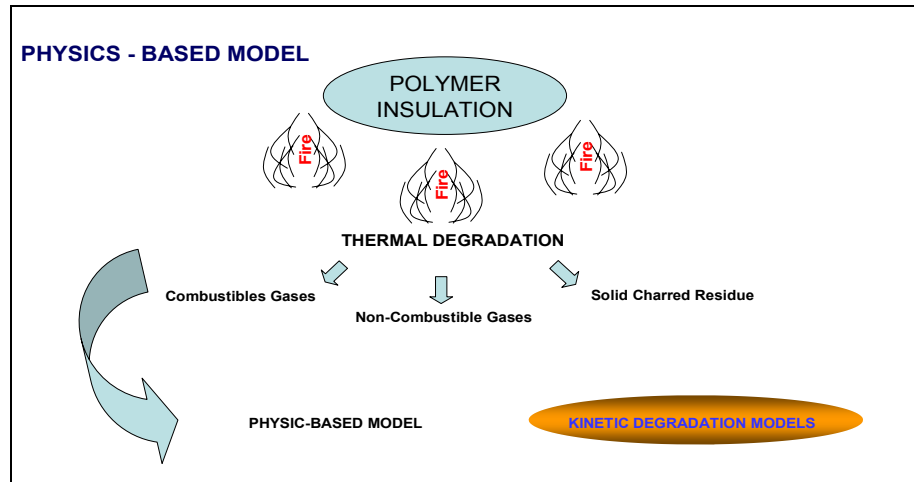 PHYSICS - BASED MODEL
POLYMER
INSULATION
Fire
Fire
Fire
THERMAL DEGRADATION
Combustibles Gases
Non-Combustible Gases
Solid Charred Residue
PHYSIC-BASED MODEL
KINETIC DEGRADATION MODELS